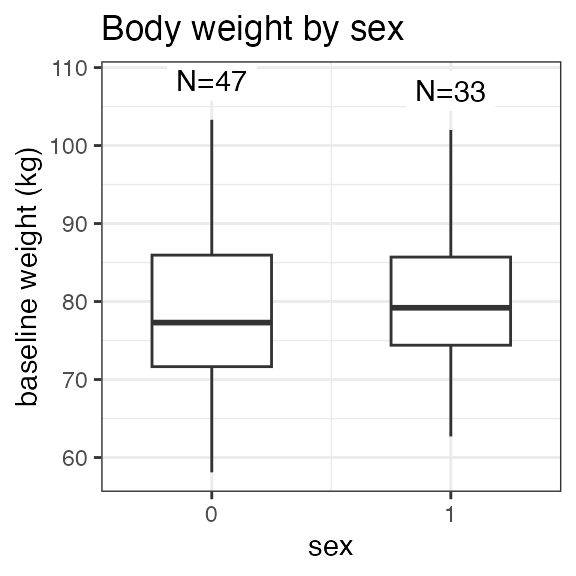 Body weight by sex
110
N=47
N=33
100
90
80
70
60
baseline weight (kg)
0 1
sex